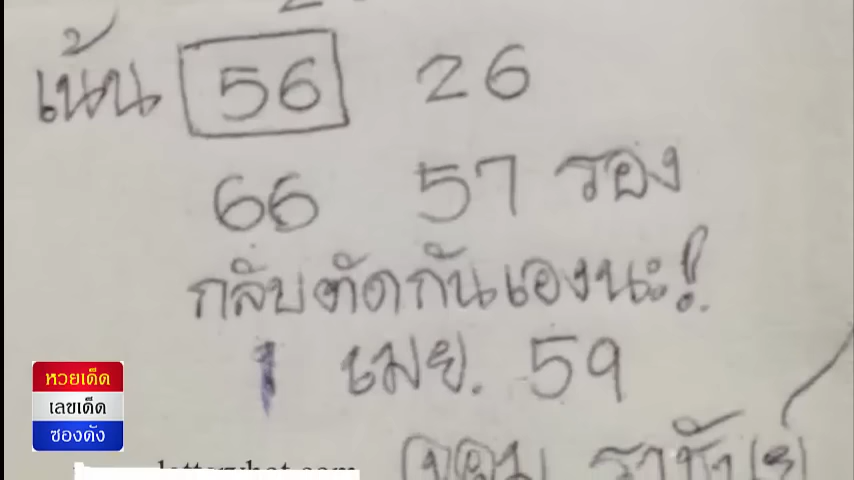 เน้น 56 26
66 57 รอง
กลับตัดกันเองนะ!
1 เมย. 59
หวยเด็ด
เลขเด็ด
ซองดัง